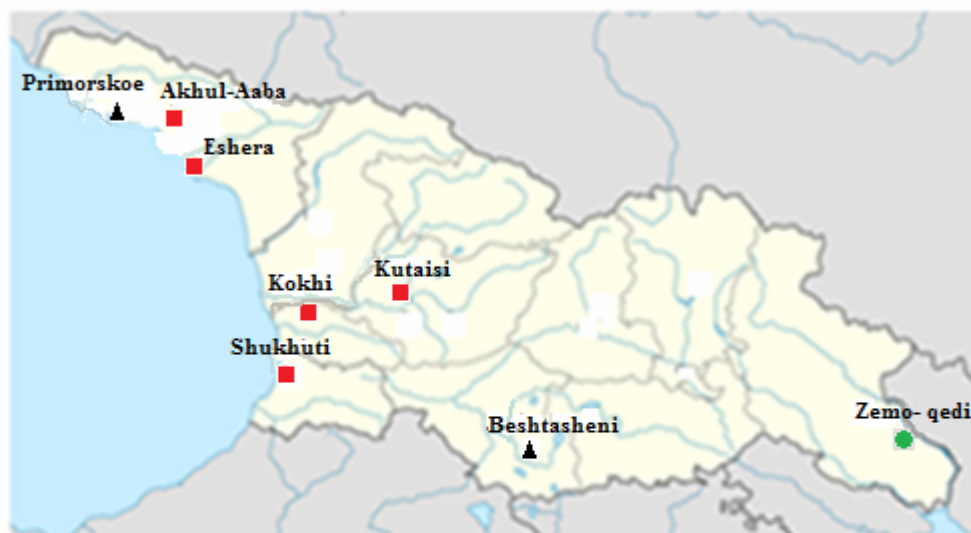 Primorskoe
Akhul-Aaba
Eshera
Kutaisi
Kokhi
Shukhuti
Beshtasheni
Zemo- qedi